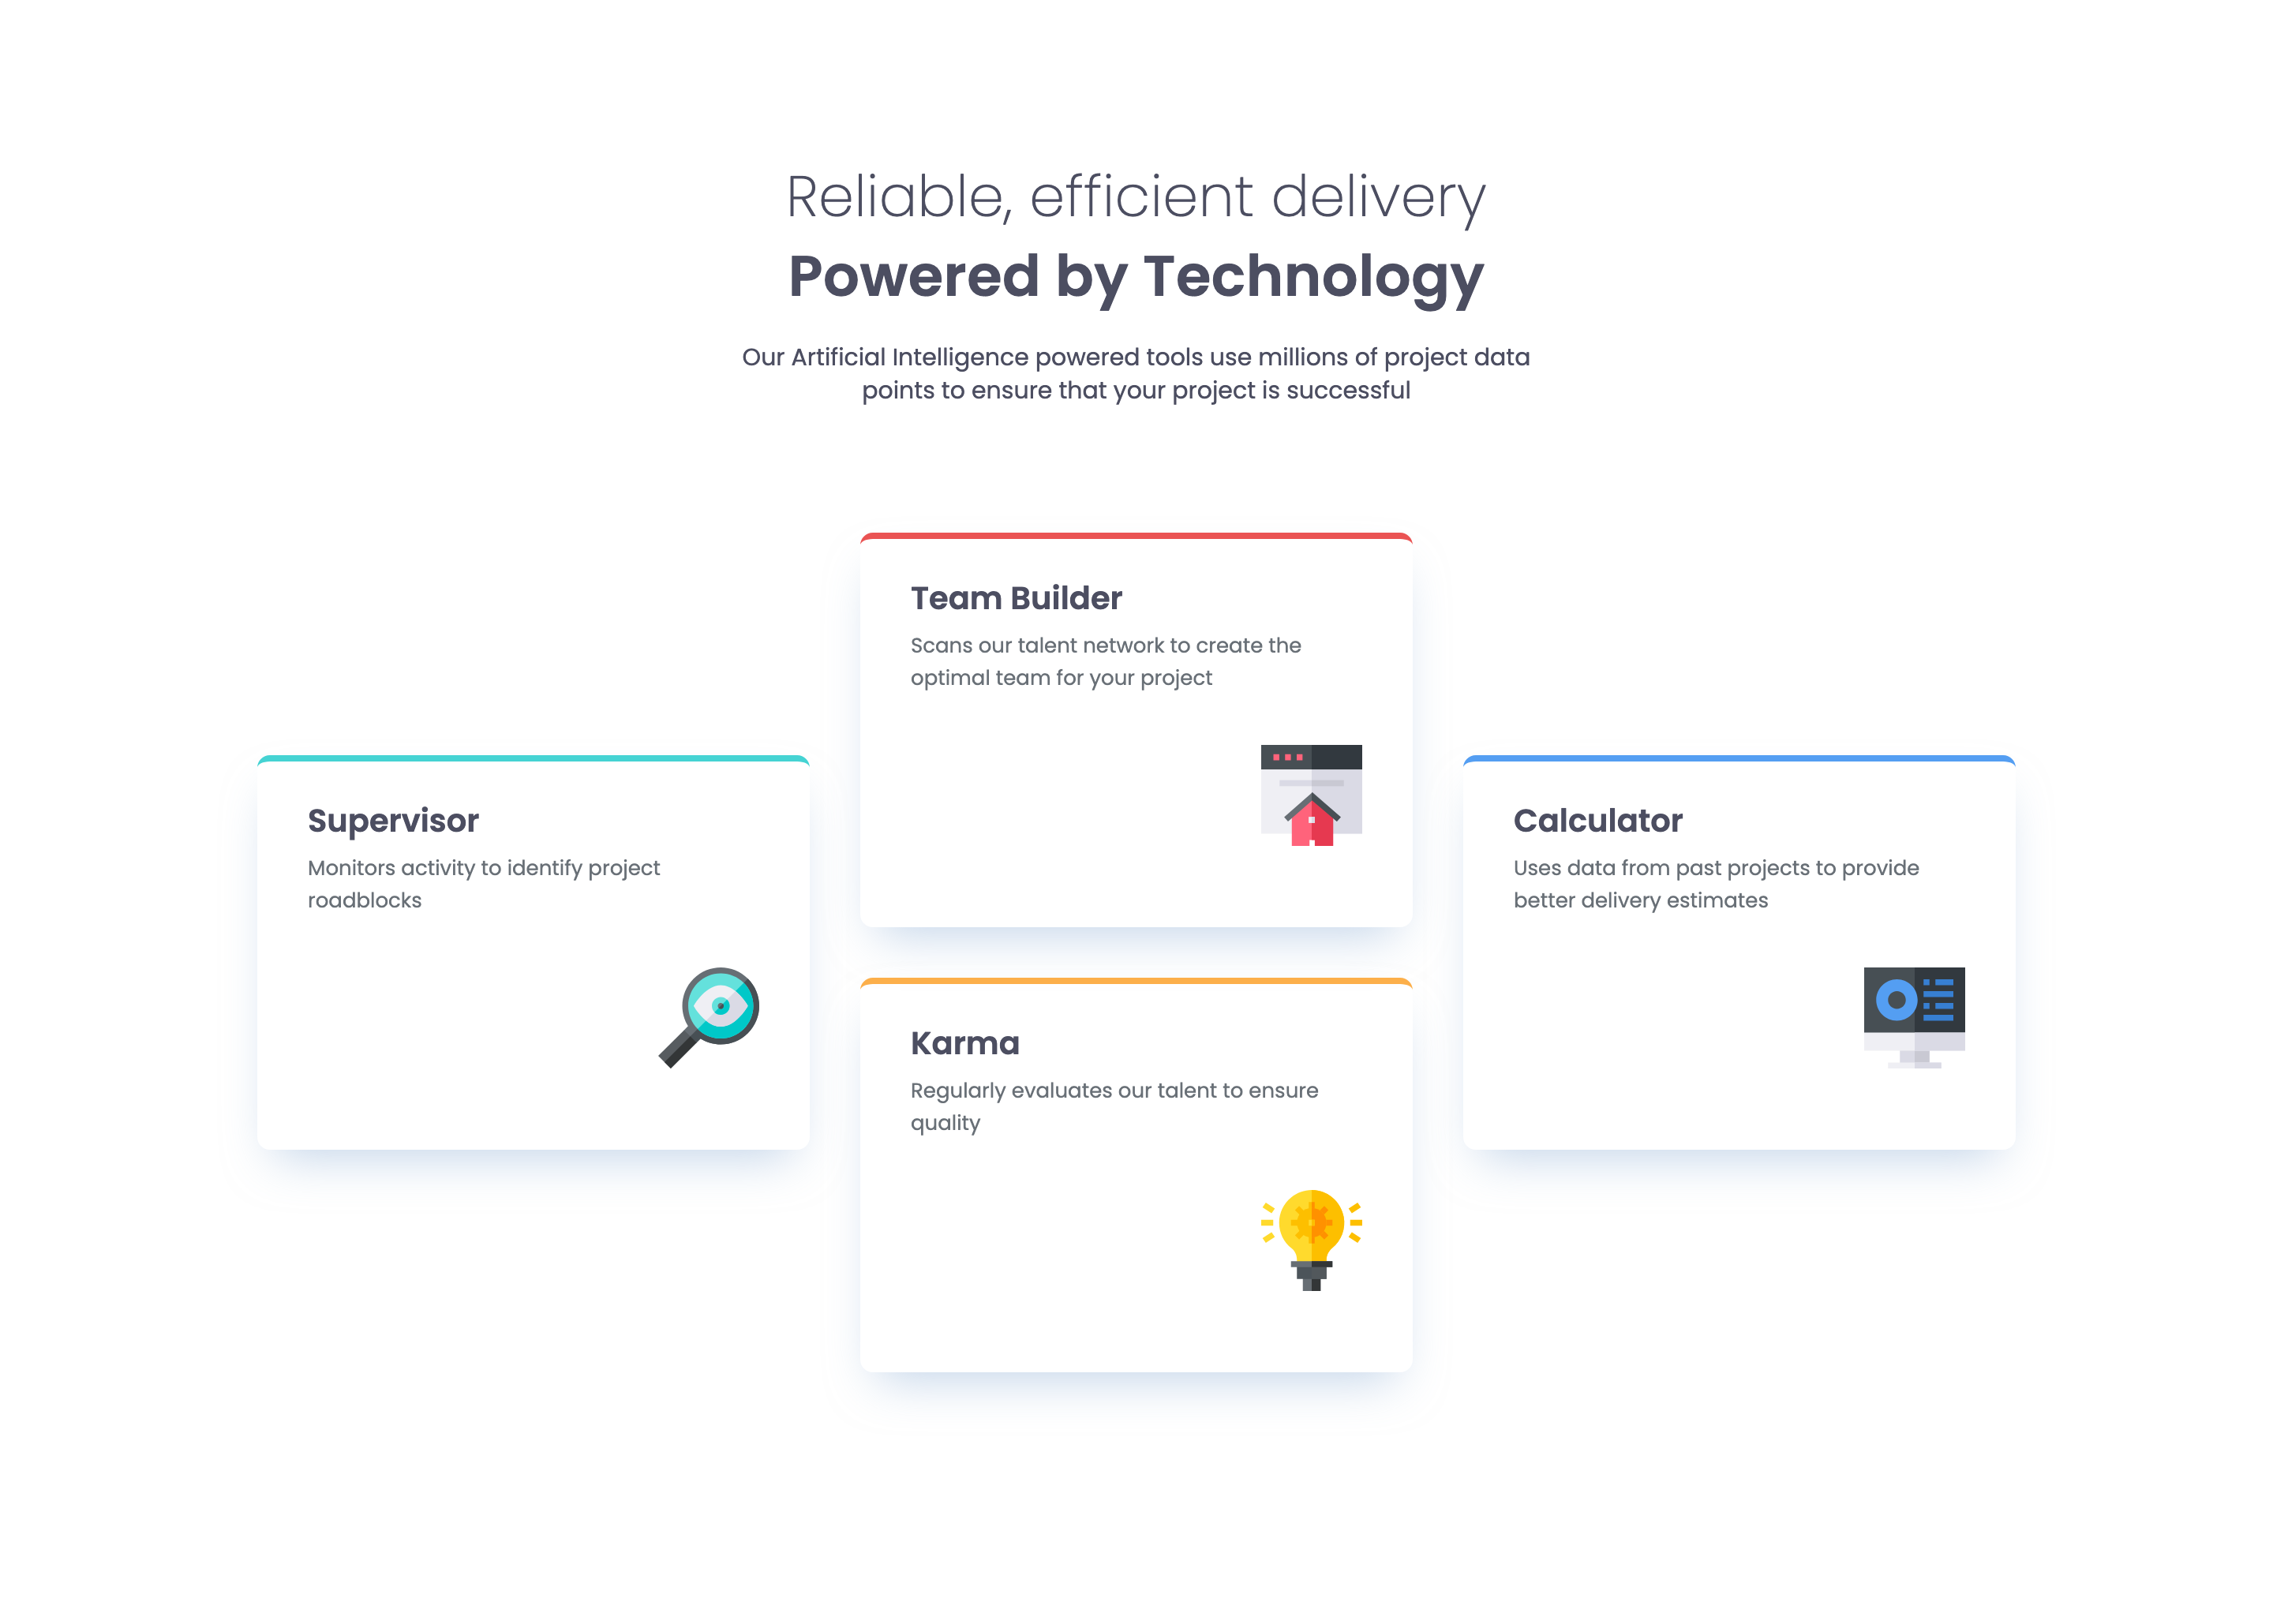 Reliable, efficient delivery
Powered by Technology
Our Artificial Intelligence powered tools use millions of project data
points to ensure that your project is successful
Team Builder
Scans our talent network to create the
optimal team for your project
Supervisor
Monitors activity to identify project
roadblocks
Calculator
Uses data from past projects to provide
better delivery estimates
Karma
Regularly evaluates our talent to ensure
quality